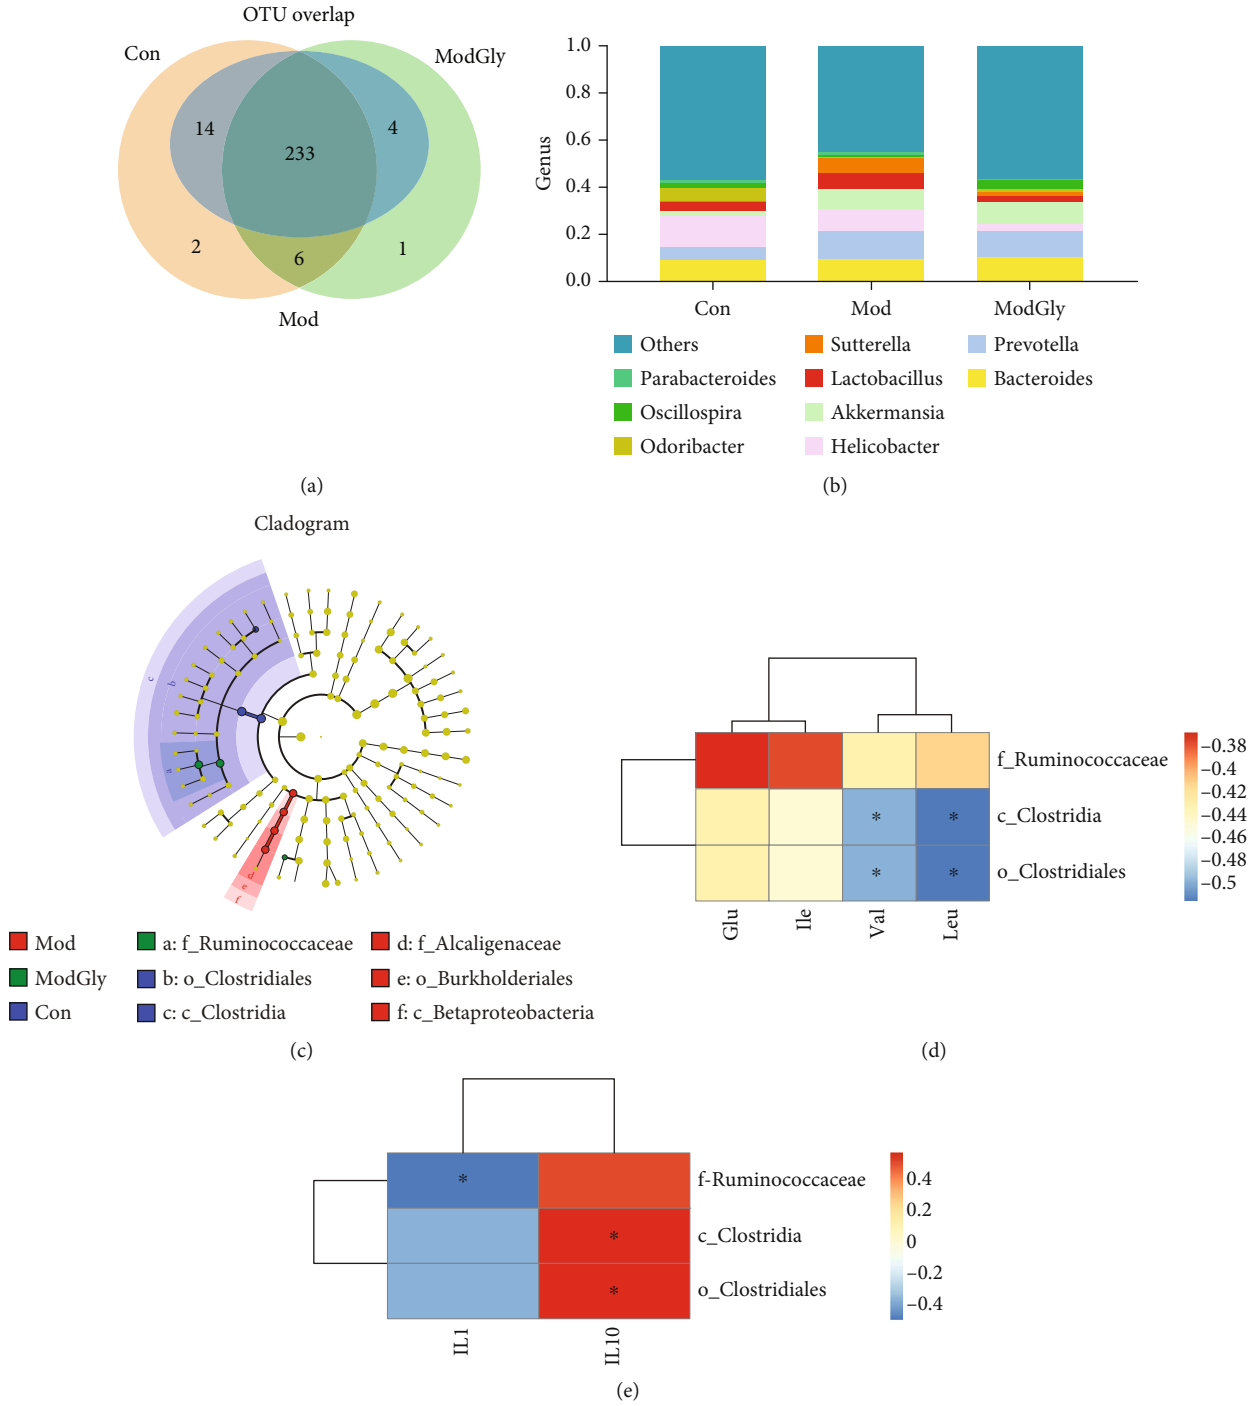 OTU overlap
Con
ModGly
14
4
233
2
6
1
Mod
(a)
1.0
0.8
0.6
0.4
0.2
0.0
Genus
Con
Mod
ModGly
Others
Sutterella
Prevotella
Parabacteroides
Lactobacillus
Bacteroides
Oscillospira
Akkermansia
Odoribacter
Helicobacter
(b)
Cladogram
c
b
a
d
e
f
Mod
a: f_Ruminococcaceae
d: f_Alcaligenaceae
ModGly
b: o_Clostridiales
e: o_Burkholderiales
Con
c: c_Clostridia
f: c_Betaproteobacteria
(c)
f_Ruminococcaceae
* * c_Clostridia
* * o_Clostridiales
Glu
Ile
Val
Leu
–0.38
–0.4
–0.42
–0.44
–0.46
–0.48
–0.5
(d)
* f-Ruminococcaceae
* c_Clostridia
* o_Clostridiales
IL1
IL10
0.4
0.2
0
–0.2
–0.4
(e)